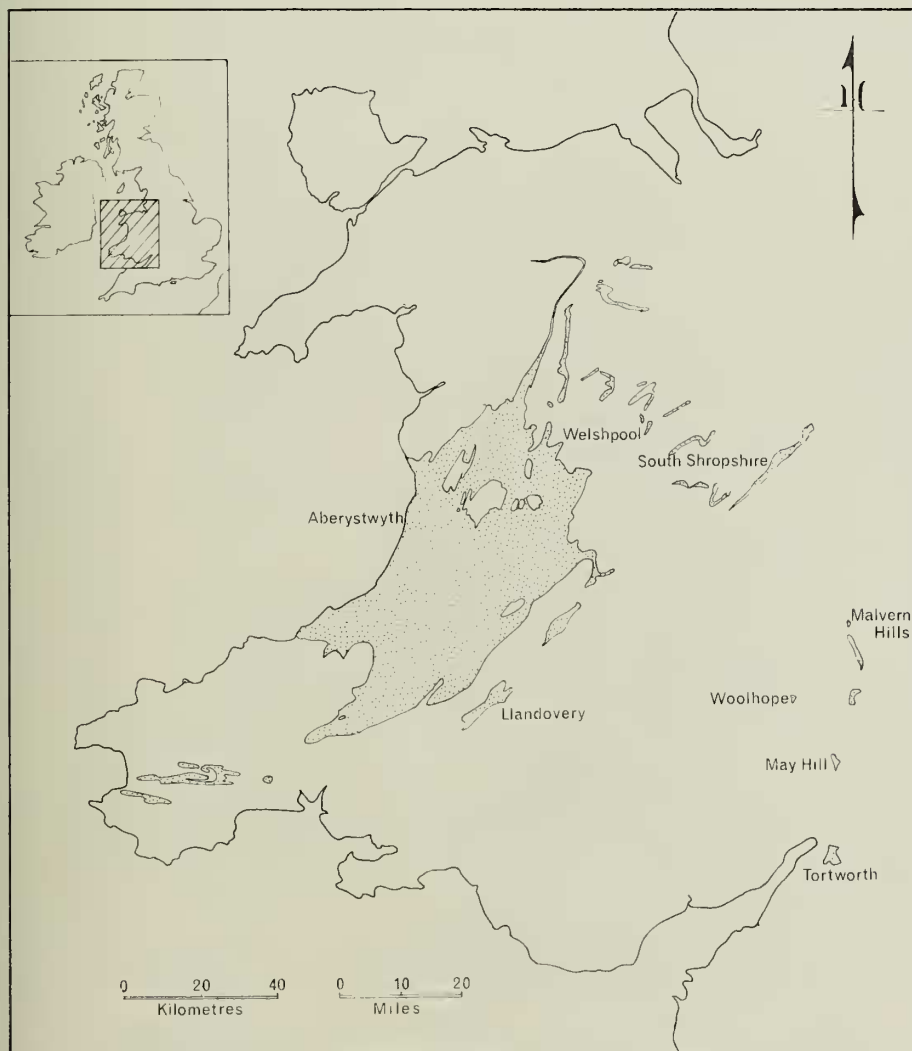 N
Welshpool
South Shropshire
Aberystwyth
Malvern
Hills
Woolhope
Llandovery
May Hill
Tortworth
0 20 40
Kilometres
0 10 20
Miles